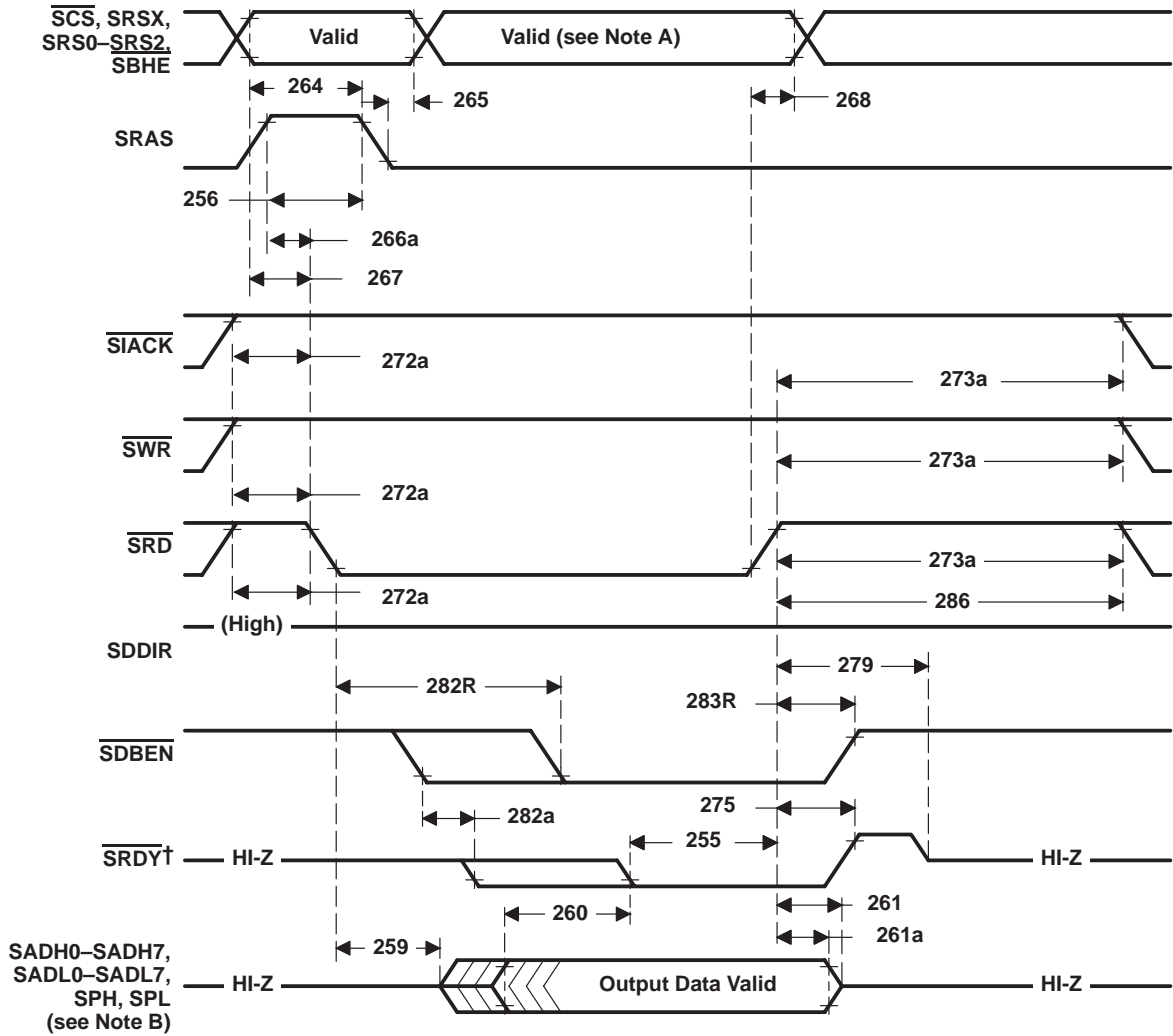 SCS, SRSX,
SRS0–SRS2,
SBHE
Valid
Valid (see Note A)
264
265
268
SRAS
256
266a
267
SIACK
272a
273a
SWR
272a
273a
SRD
272a
273a
286
(High)
SDDIR
279
282R
283R
SDBEN
282a
275
255
SRDY†
HI-Z
HI-Z
260
261
259
261a
SADH0–SADH7,
SADL0–SADL7,
SPH, SPL
(see Note B)
HI-Z
Output Data Valid
HI-Z